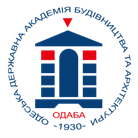 ОДЕСЬКА ДЕРЖАВНА АКАДЕМІЯ БУДІВНИЦТВА ТА АРХІТЕКТУРИ
ОДАБА
-1930-